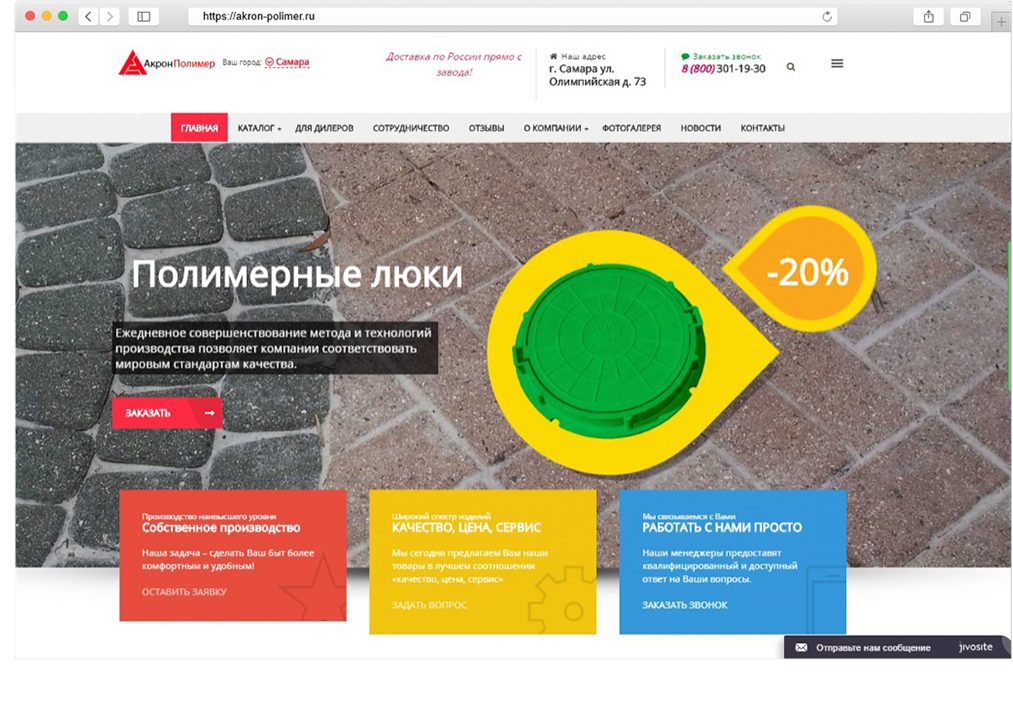 https://akron-polimer.ru
АкронПолимер
Ваш город: Самара
Доставка по России прямо с
завода!
Наш адрес
г. Самара ул.
Олимпийская д. 73
Заказать звонок
8 (800) 301-19-30
ГЛАВНАЯ КАТАЛОГ ДЛЯ ДИЛЕРОВ СОТРУДНИЧЕСТВО ОТЗЫВЫ О КОМПАНИИ ФОТОГАЛЕРЕЯ НОВОСТИ КОНТАКТЫ
Полимерные люки
-20%
Ежедневное совершенствование метода и технологий
производства позволяет компании соответствовать
мировым стандартам качества.
ЗАКАЗАТЬ
Производство наивысшего уровня
Собственное производство
Наша задача – сделать Ваш быт более
комфортным и удобным!
ОСТАВИТЬ ЗАЯВКУ
Широкий спектр изделий
КАЧЕСТВО, ЦЕНА, СЕРВИС
Мы сегодня предлагаем Вам наши
товары в лучшем соотношении
«качество, цена, сервис»
ЗАДАТЬ ВОПРОС
Мы связываемся с Вами
РАБОТАТЬ С НАМИ ПРОСТО
Наши менеджеры предоставят
квалифицированный и доступный
ответ на Ваши вопросы.
ЗАКАЗАТЬ ЗВОНОК
Отправьте нам сообщение jivosite